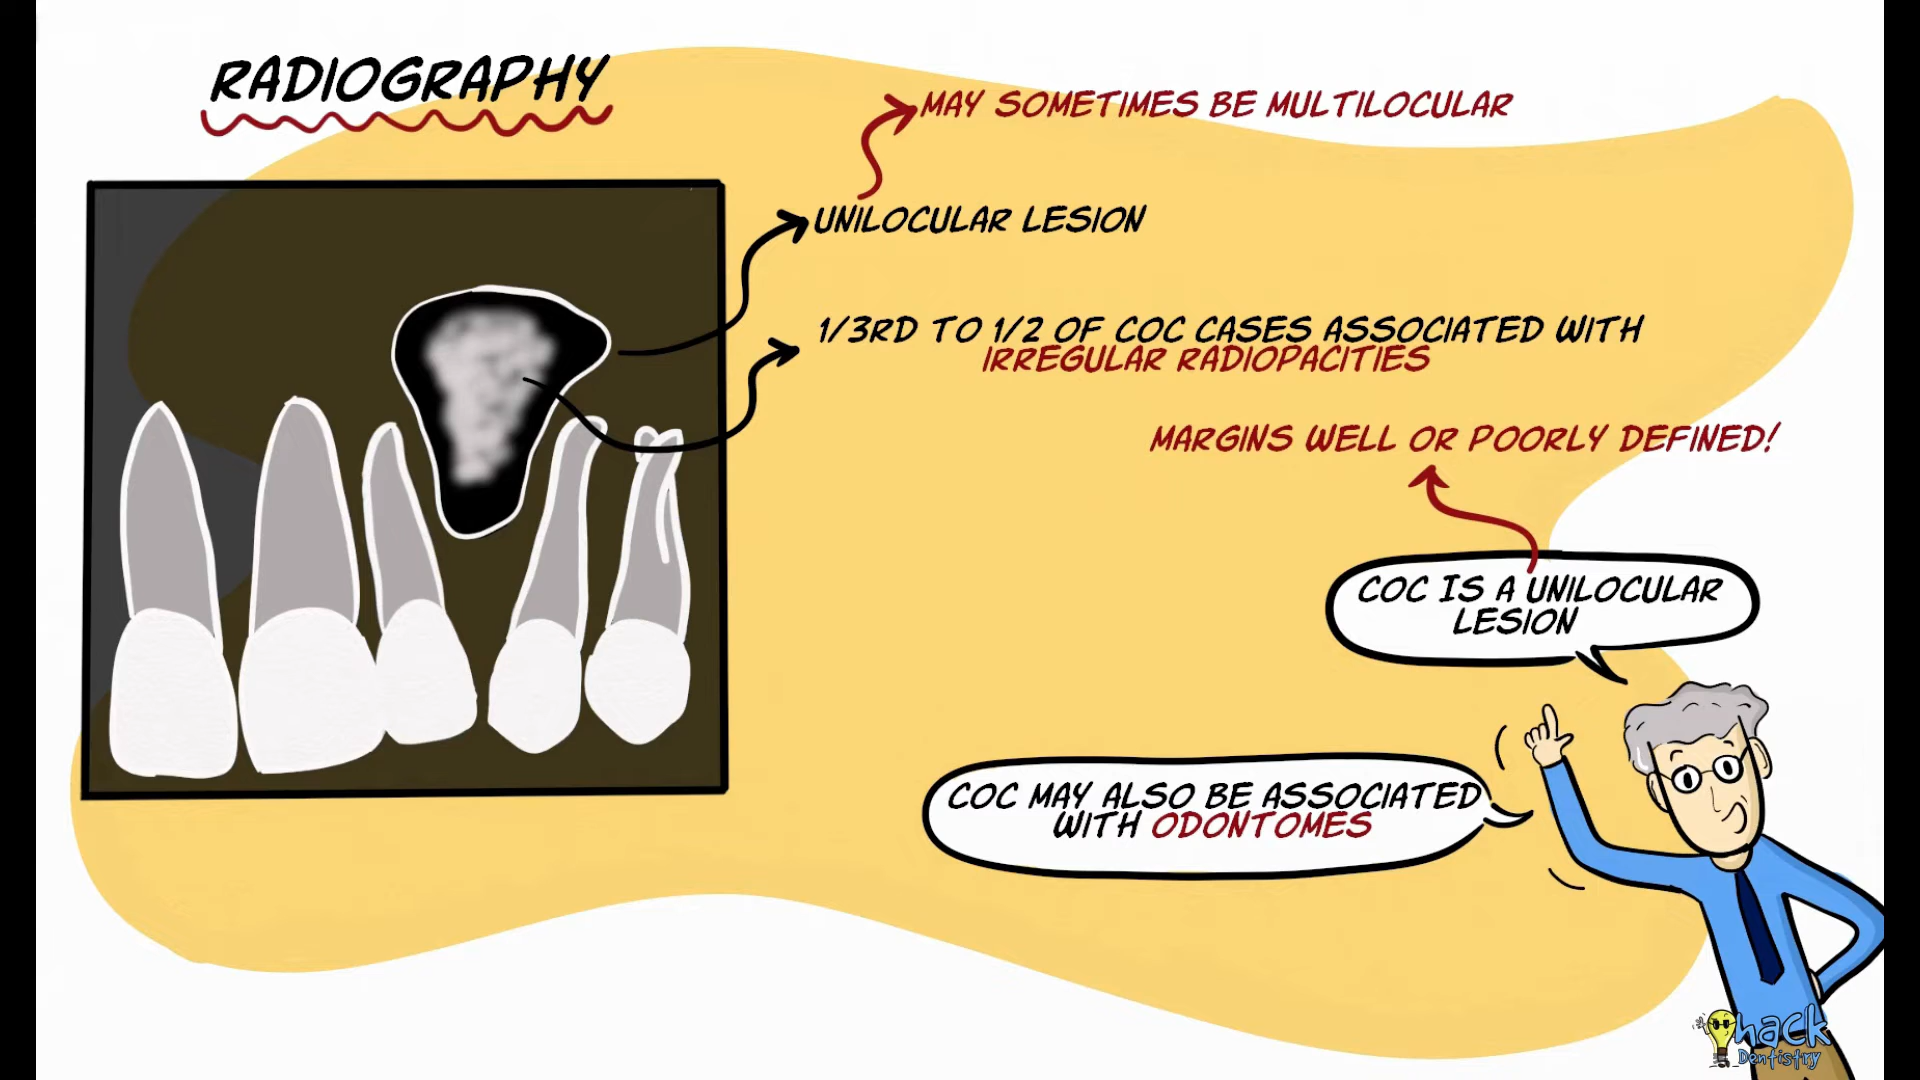 RADIOGRAPHY
MAY SOMETIMES BE MULTILOCULAR
UNILOCULAR LESION
1/3RD TO 1/2 OF COC CASES ASSOCIATED WITH
IRREGULAR RADIOPACITIES
MARGINS WELL OR POORLY DEFINED!
COC IS A UNILOCULAR
LESION
COC MAY ALSO BE ASSOCIATED
WITH ODONTOMES
hack
Dentistry